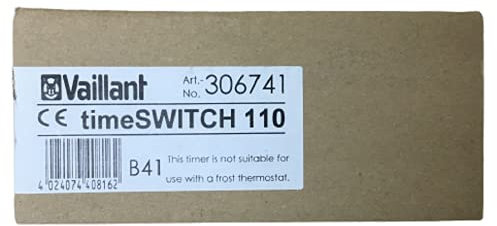 Vaillant Art.- No. 306741
CE timeSWITCH 110
B41 This timer is not suitable for
use with a frost thermostat.
4 024074 408162